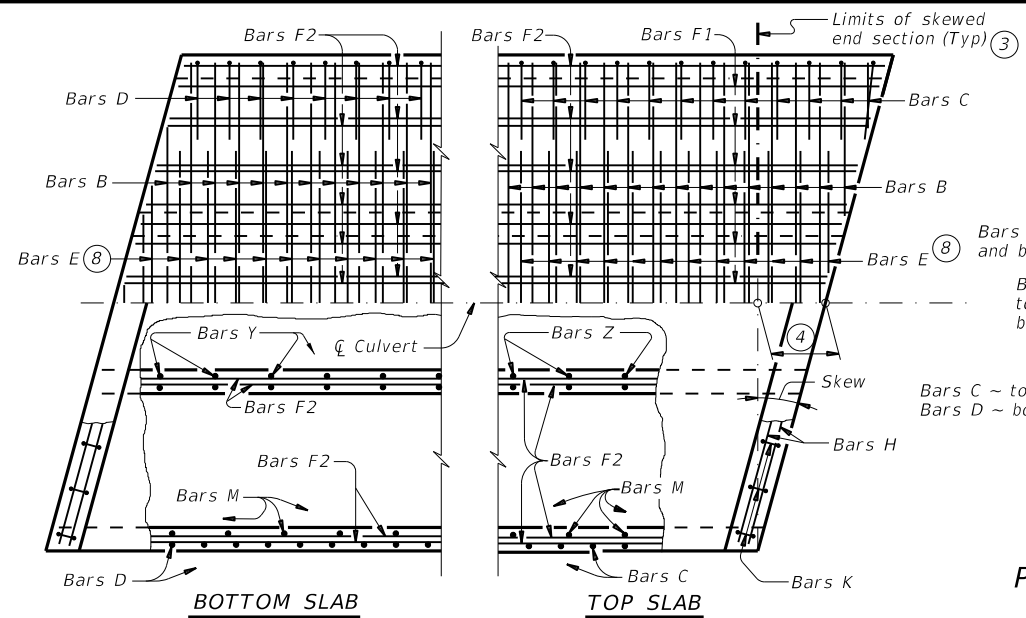 Limits of skewed
end section (Typ) 3
Bars F2
Bars F2
Bars F1
Bars D
Bars C
Bars B
Bars B
Bars E 8
Bars E 8
Bars
and b
B
to
b
Bars Y
℄ Culvert
Bars Z
4
Skew
Bars F2
Bars C ~ to
Bars D ~ bo
Bars H
Bars F2
Bars F2
Bars M
Bars M
Bars D
Bars C
Bars K
P
BOTTOM SLAB
TOP SLAB